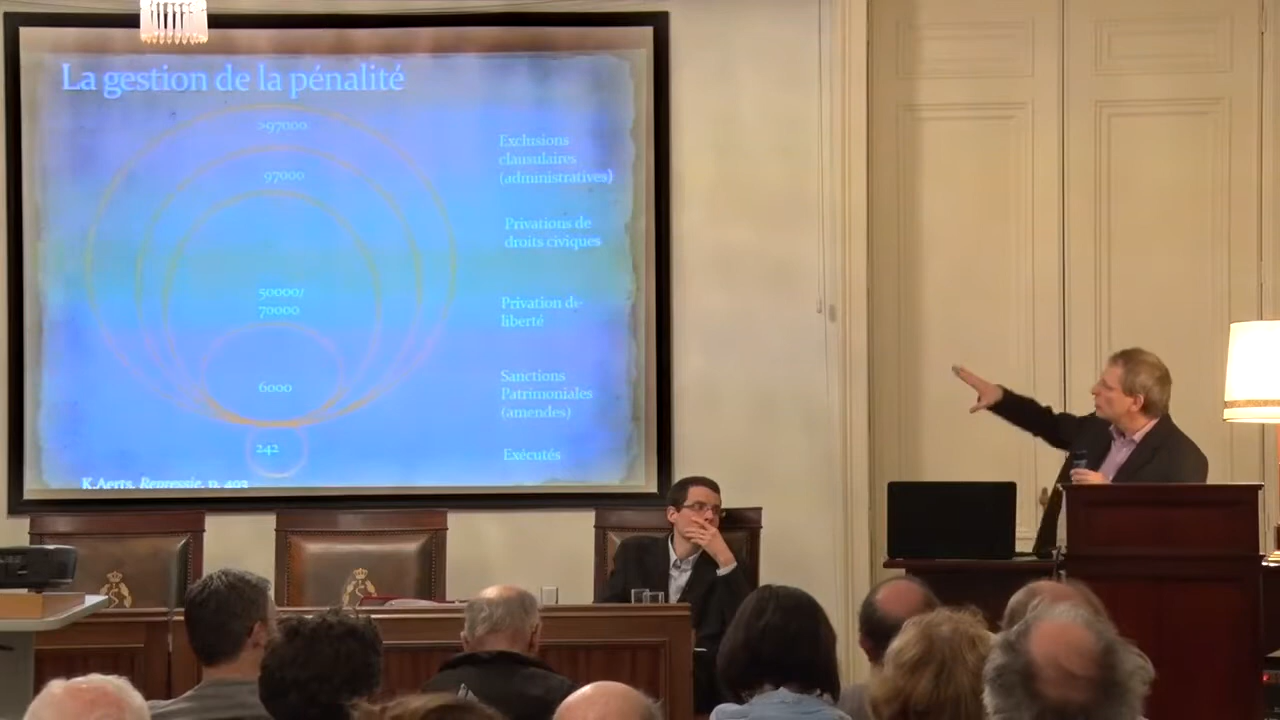 La gestion de la pénalité
>97000
Exclusions
clausulaires
(administratives)
97000
Privations de
droits civiques
50000/
70000
Privation de
liberté
6000
Sanctions
Patrimoniales
(amendes)
242
Exécutés
K.Aerts, Repressie, p. 493